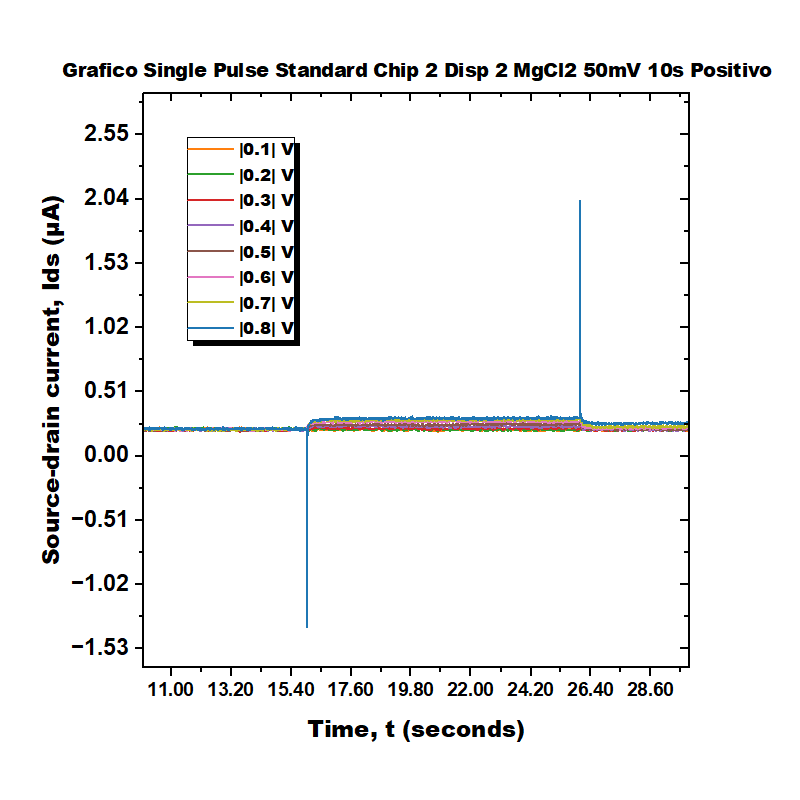 Grafico Single Pulse Standard Chip 2 Disp 2 MgCl2 50mV 10s Positivo
|0.1| V
|0.2| V
|0.3| V
|0.4| V
|0.5| V
|0.6| V
|0.7| V
|0.8| V
Source-drain current, Ids (μA)
2.55
2.04
1.53
1.02
0.51
0.00
−0.51
−1.02
−1.53
11.00 13.20 15.40 17.60 19.80 22.00 24.20 26.40 28.60
Time, t (seconds)